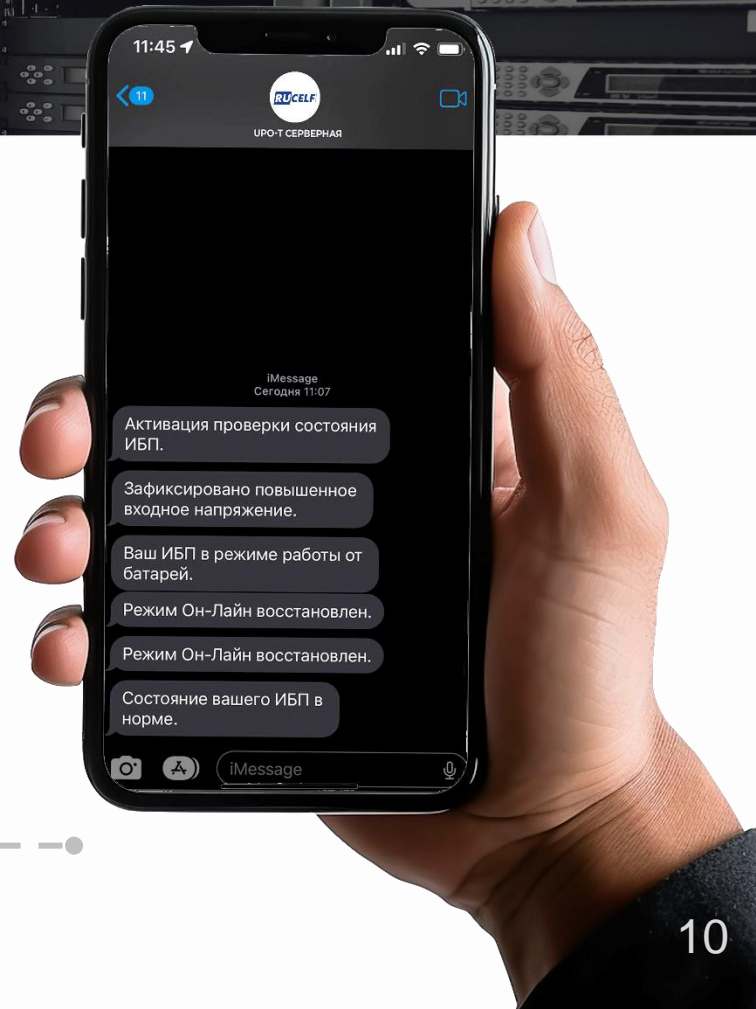 11:45
11
RUCELF
UPO-T СЕРВЕРНАЯ
iMessage
Сегодня 11:07
Активация проверки состояния
ИБП.
Зафиксировано повышенное
входное напряжение.
Ваш ИБП в режиме работы от
батарей.
Режим Он-Лайн восстановлен.
Режим Он-Лайн восстановлен.
Состояние вашего ИБП в
норме.
iMessage
10